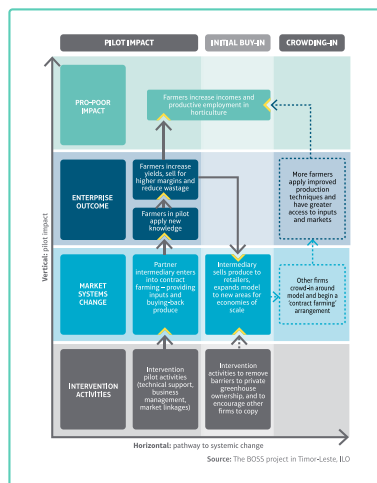 PILOT IMPACT
INITIAL BUY-IN
CROWDING-IN
PRO-POOR
IMPACT
Farmers increase incomes and
productive employment in
horticulture
ENTERPRISE
OUTCOME
Farmers increase
yields, sell for
higher margins and
reduce wastage
Farmers in pilot
apply new
knowledge
More farmers
apply improved
production
techniques and
have greater
access to inputs
and markets
MARKET
SYSTEMS
CHANGE
Partner
intermediary enters
into contract
farming – providing
inputs and
buying-back
produce
Intermediary
sells produce to
retailers,
expands model
to new areas for
economies of
scale
Other firms
crowd-in around
model and begin a
'contract farming'
arrangement
INTERVENTION
ACTIVITIES
Intervention
pilot activities
(technical support,
business
management,
market linkages)
Intervention
activities to remove
barriers to private
greenhouse
ownership, and to
encourage other
firms to copy
Vertical: pilot impact
Horizontal: pathway to systemic change
Source: The BOSS project in Timor-Leste, ILO